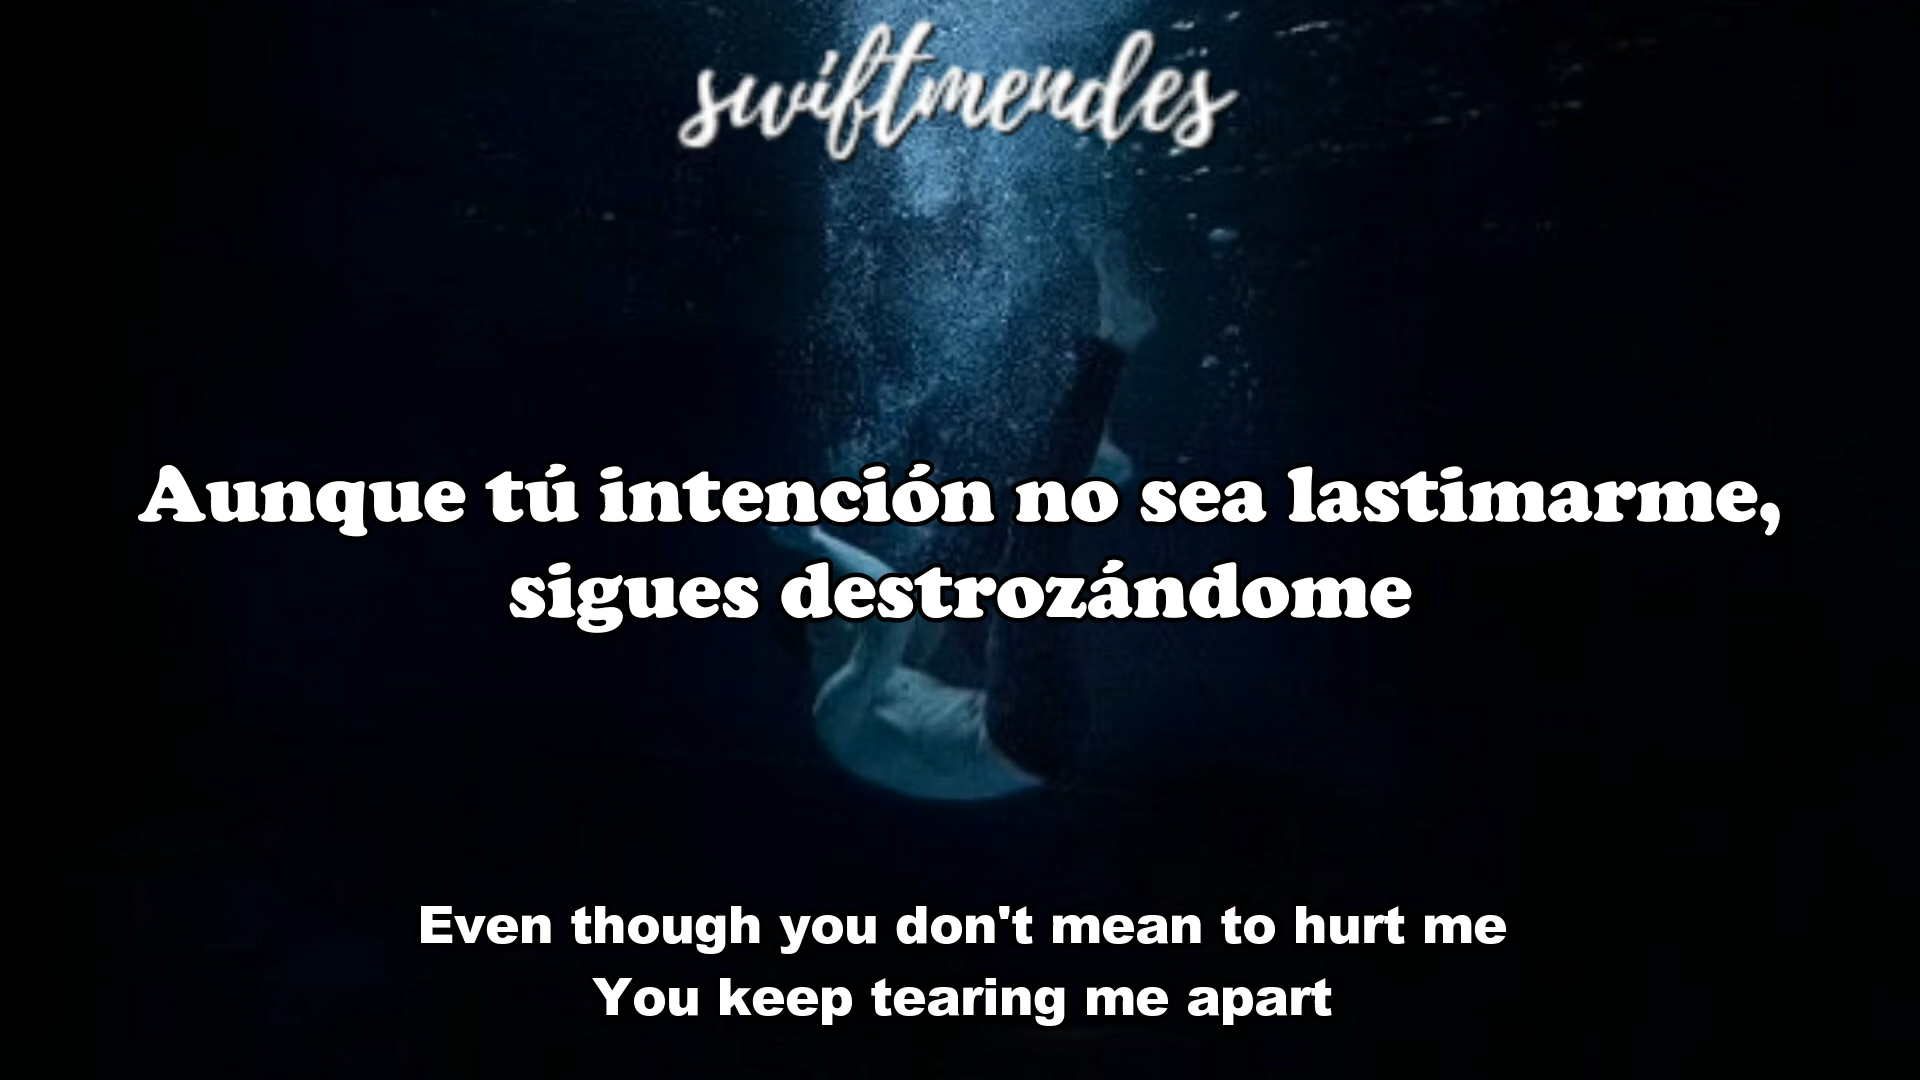 swiftmendes
Aunque tú intención no sea lastimarme,
sigues destrozándome
Even though you don't mean to hurt me
You keep tearing me apart